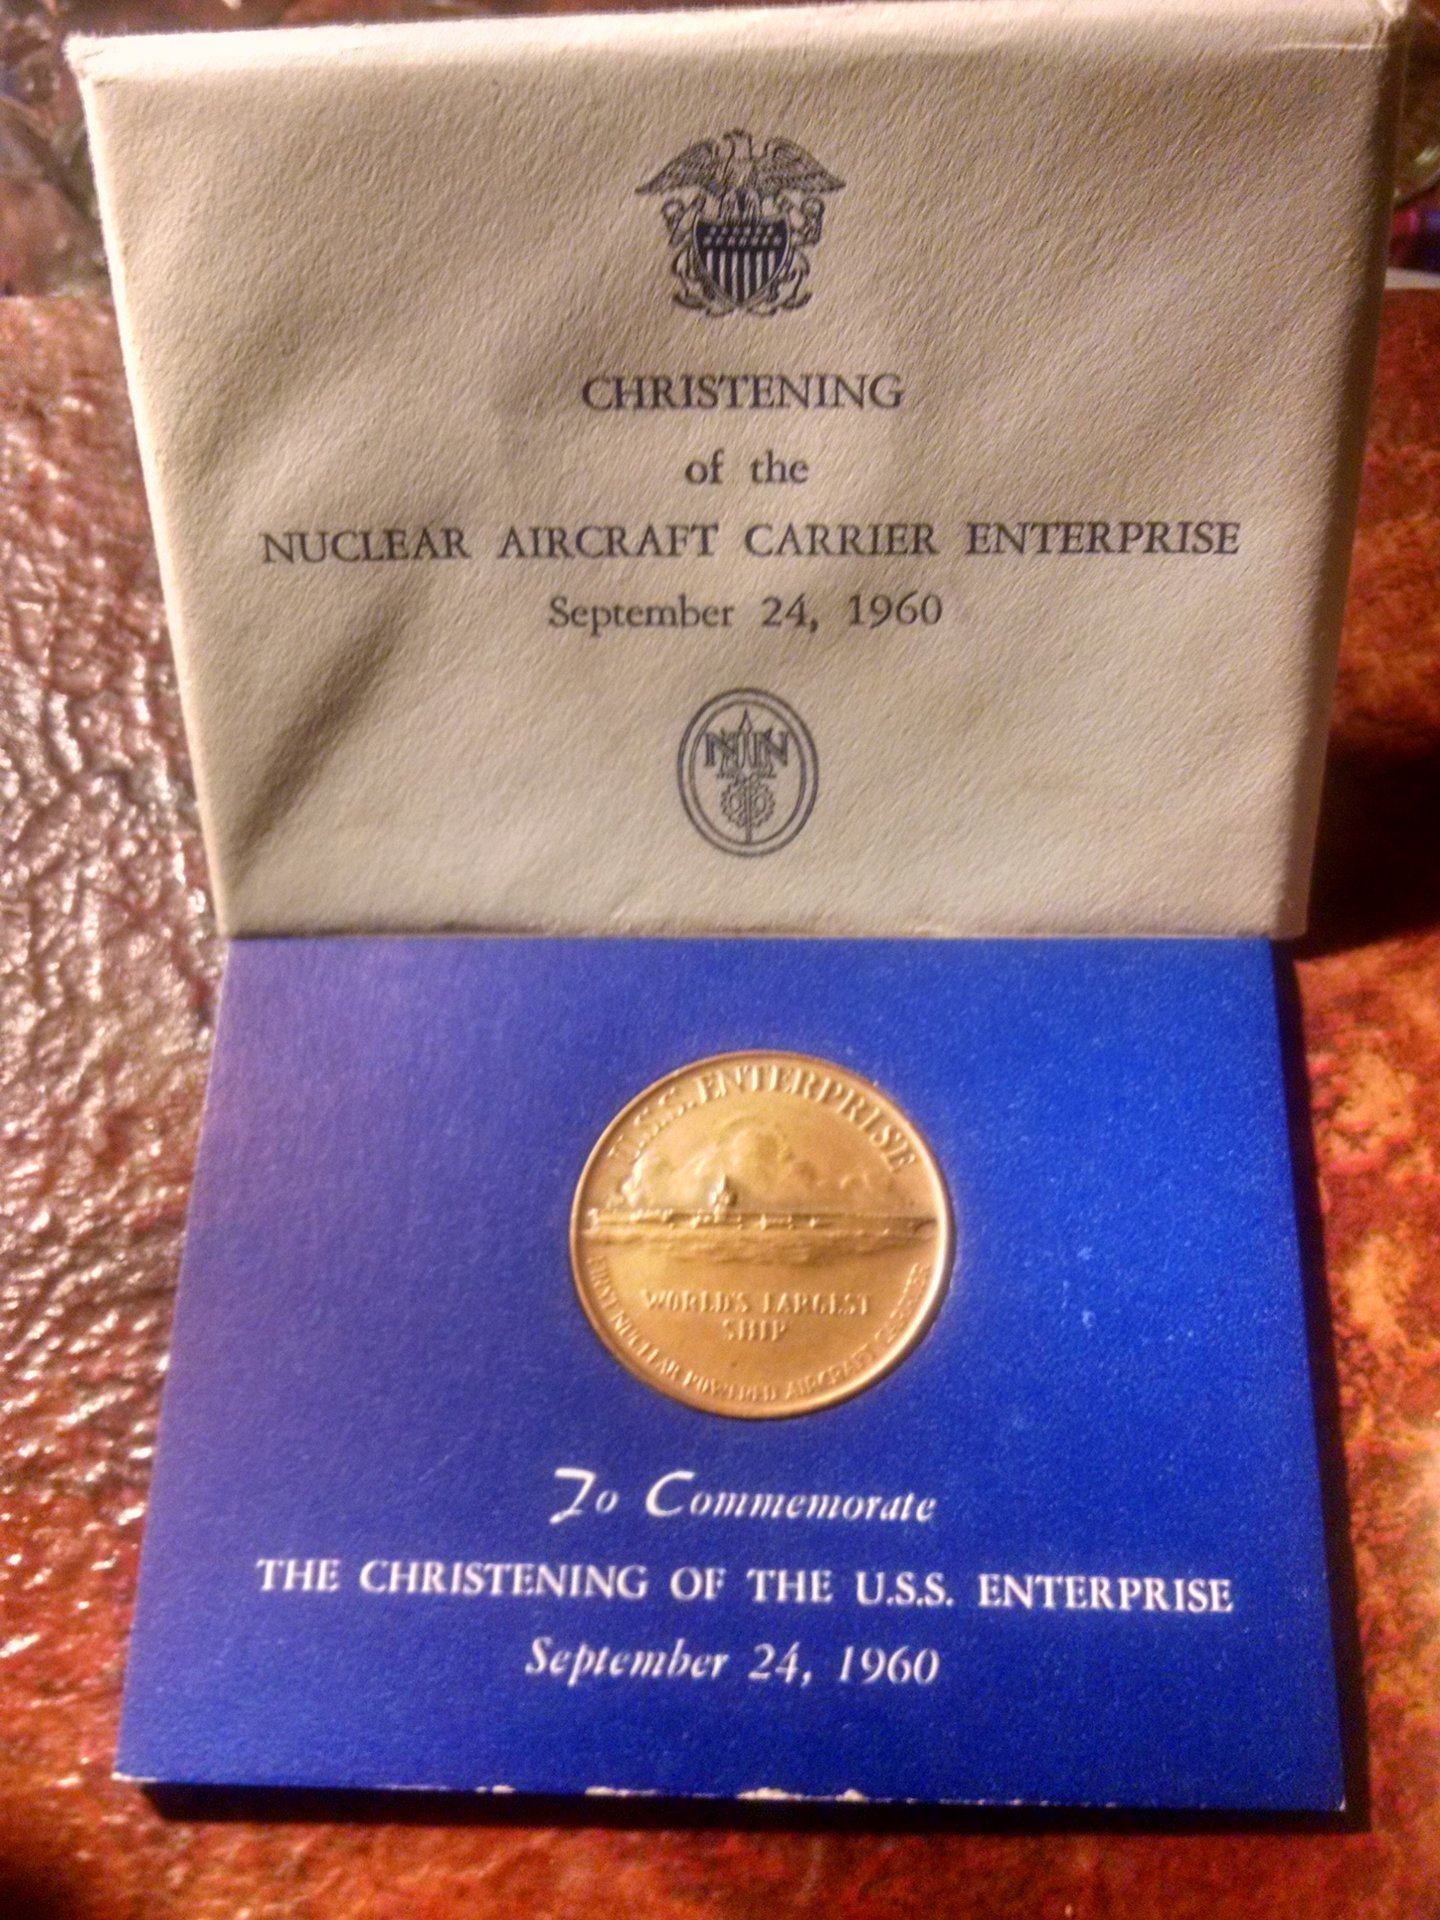 CHRISTENING
of the
NUCLEAR AIRCRAFT CARRIER ENTERPRISE
September 24, 1960
NNN
U.S.S. ENTERPRISE
WORLD'S LARGEST
SHIP
FIRST NUCLEAR POWERED AIRCRAFT CARRIER
To Commemorate
THE CHRISTENING OF THE U.S.S. ENTERPRISE
September 24, 1960